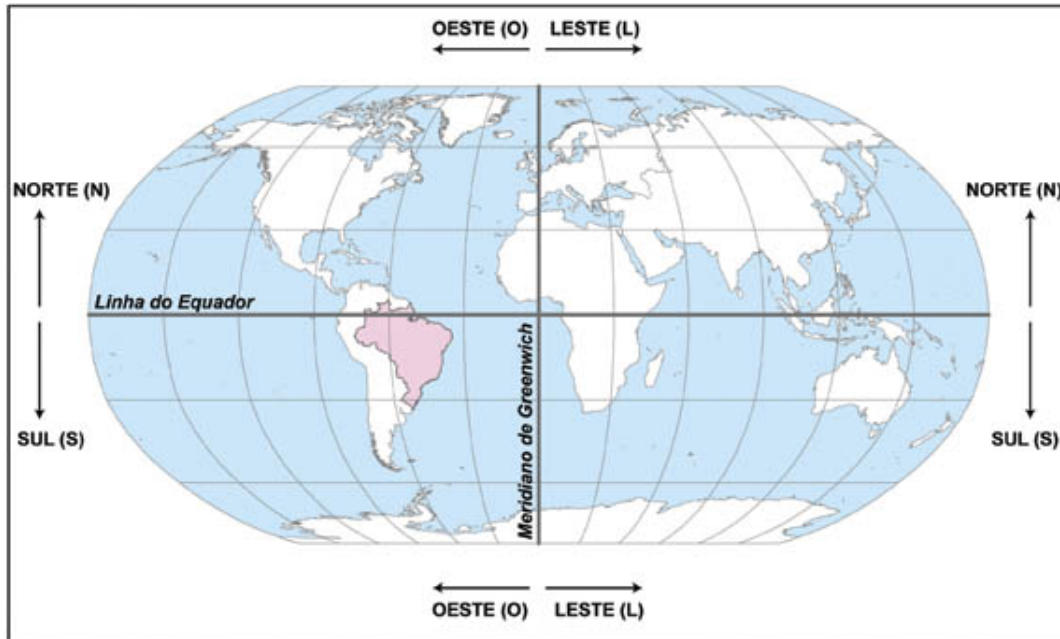 OESTE (O) LESTE (L)
NORTE (N) NORTE (N)
Linha do Equador
Meridiano de Greenwich
SUL (S) SUL (S)
OESTE (O) LESTE (L)